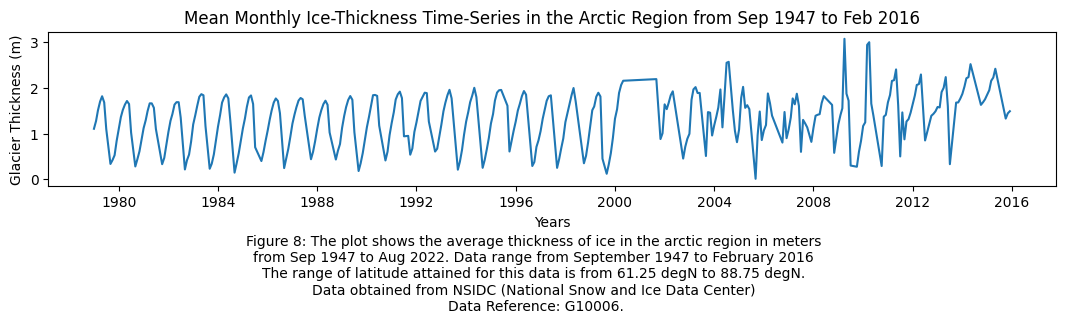 Mean Monthly Ice-Thickness Time-Series in the Arctic Region from Sep 1947 to Feb 2016
Glacier Thickness (m)
3
2
1
0
1980 1984 1988 1992 1996 2000 2004 2008 2012 2016
Years
Figure 8: The plot shows the average thickness of ice in the arctic region in meters
from Sep 1947 to Aug 2022. Data range from September 1947 to February 2016
The range of latitude attained for this data is from 61.25 degN to 88.75 degN.
Data obtained from NSIDC (National Snow and Ice Data Center)
Data Reference: G10006.